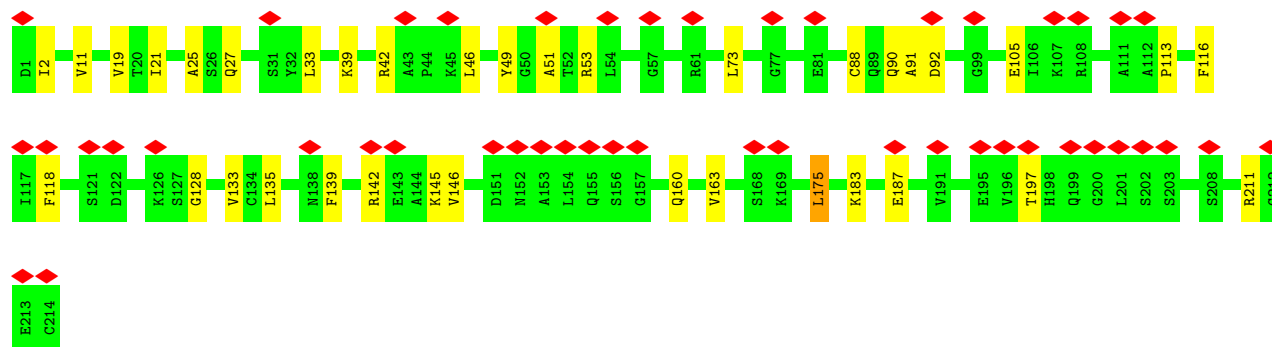 D1 I2 V11 V19 T20 I21 A25 S26 Q27 S31 Y32 L33 K39 R42 A43 P44 K45 L46 Y49 G50 A51 T52 R53 L54 G57 R61 L73 G77 E81 C88 Q89 Q90 A91 D92 G99 E105 I106 K107 R108 A111 A112 P113 F116
I117 F118 S121 D122 K126 S127 G128 V133 C134 L135 N138 F139 R142 E143 A144 K145 V146 D151 N152 A153 L154 Q155 S156 G157 Q160 V163 S168 K169 L175 K183 E187 V191 E195 V196 T197 H198 Q199 G200 L201 S202 S203 S208 R211
E213 C214